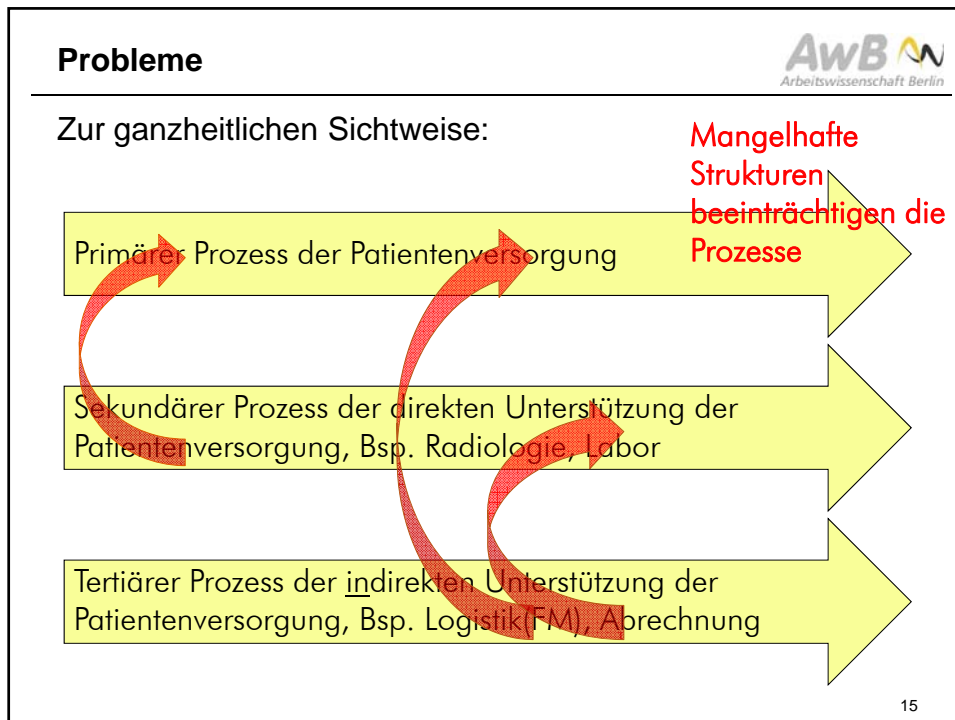 Probleme
AwB
Arbeitswissenschaft Berlin
Zur ganzheitlichen Sichtweise:
Mangelhafte
Strukturen
beeinträchtigen die
Prozesse
Primärer Prozess der Patientenversorgung
Sekundärer Prozess der direkten Unterstützung der
Patientenversorgung, Bsp. Radiologie, Labor
Tertiärer Prozess der indirekten Unterstützung der
Patientenversorgung, Bsp. Logistik(FM), Abrechnung
15